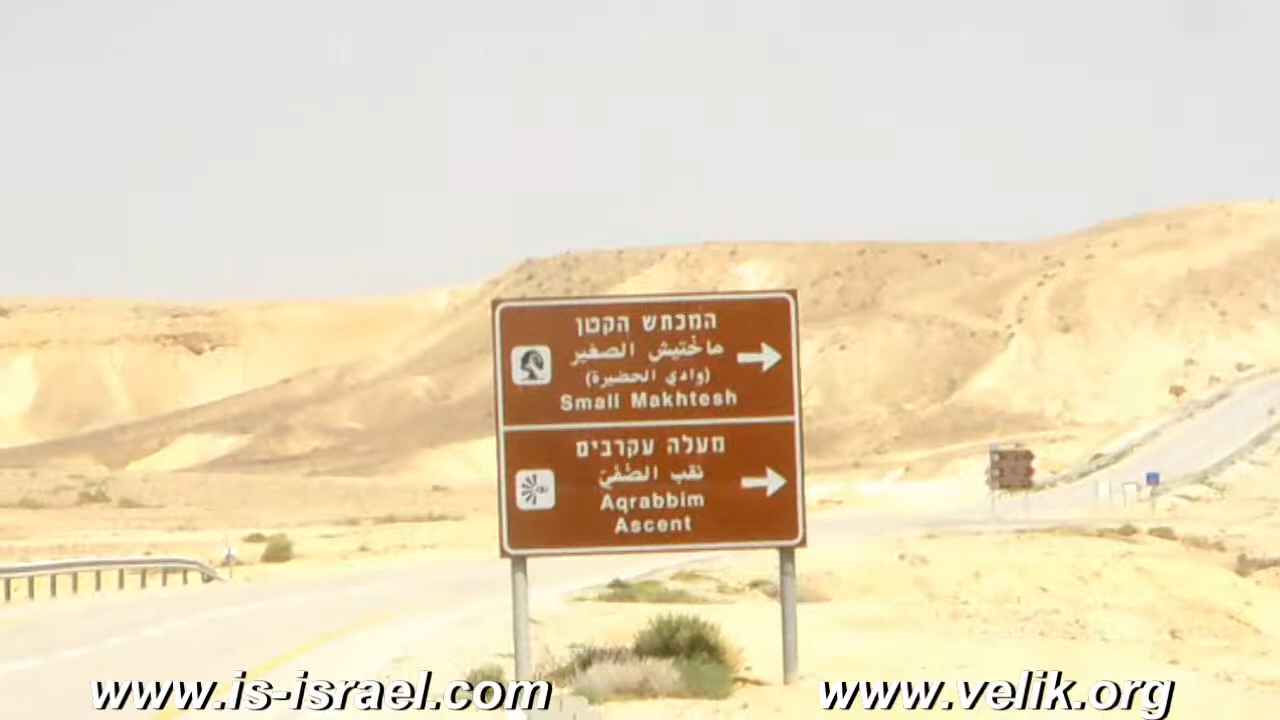 המכתש הקטן
ماختيش الصغير
(وادي الحضيرة)
Small Makhtesh
מעלה עקרבים
نقب الصُّفَيّ
Aqrabbim
Ascent
www.is-israel.com
www.velik.org